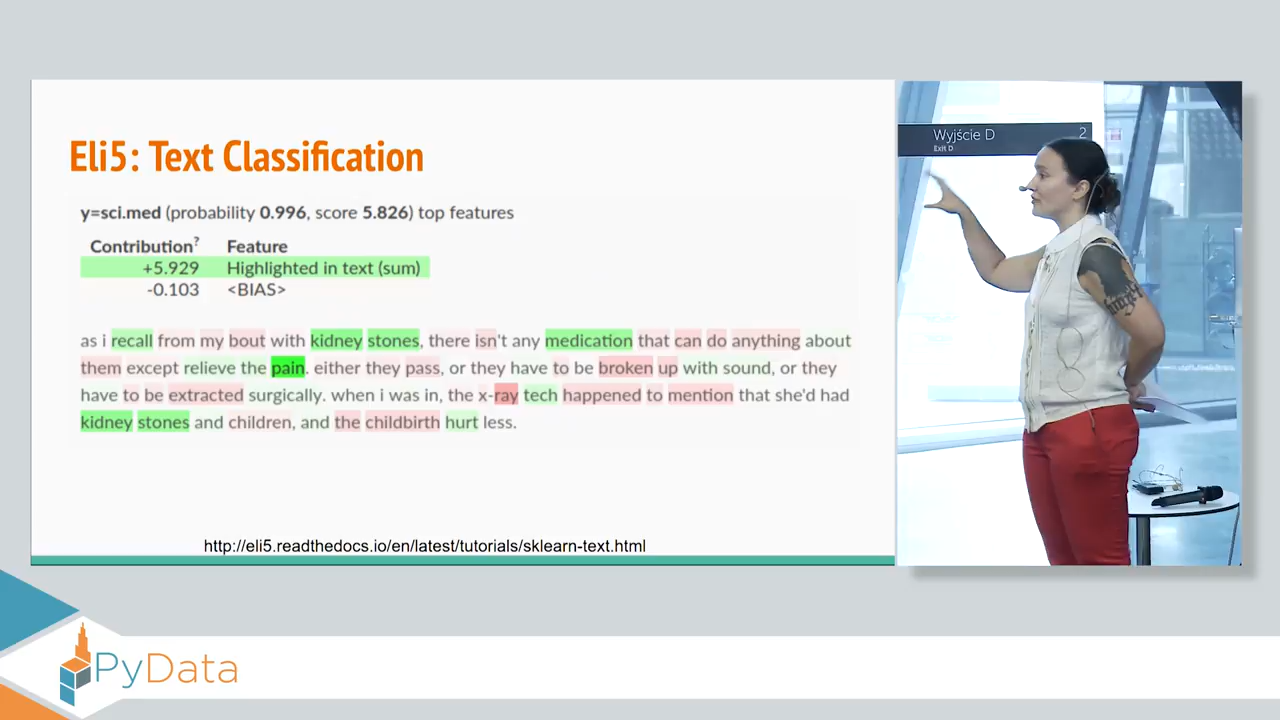 Eli5: Text Classification
y=sci.med (probability 0.996, score 5.826) top features
Contribution? Feature
+5.929 Highlighted in text (sum)
-0.103 <BIAS>
as i recall from my bout with kidney stones, there isn't any medication that can do anything about
them except relieve the pain. either they pass, or they have to be broken up with sound, or they
have to be extracted surgically. when i was in, the x-ray tech happened to mention that she'd had
kidney stones and children, and the childbirth hurt less.
http://eli5.readthedocs.io/en/latest/tutorials/sklearn-text.html
Wyjście D 2
Exit D
PyData